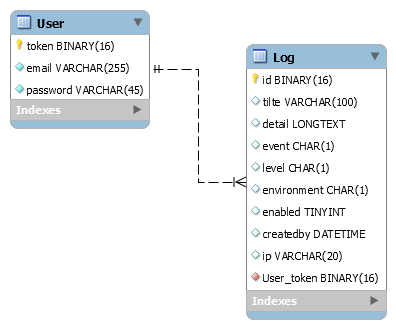 User
token BINARY(16)
email VARCHAR(255)
password VARCHAR(45)
Indexes
Log
id BINARY(16)
tilte VARCHAR(100)
detail LONGTEXT
event CHAR(1)
level CHAR(1)
environment CHAR(1)
enabled TINYINT
createdby DATETIME
ip VARCHAR(20)
User_token BINARY(16)
Indexes